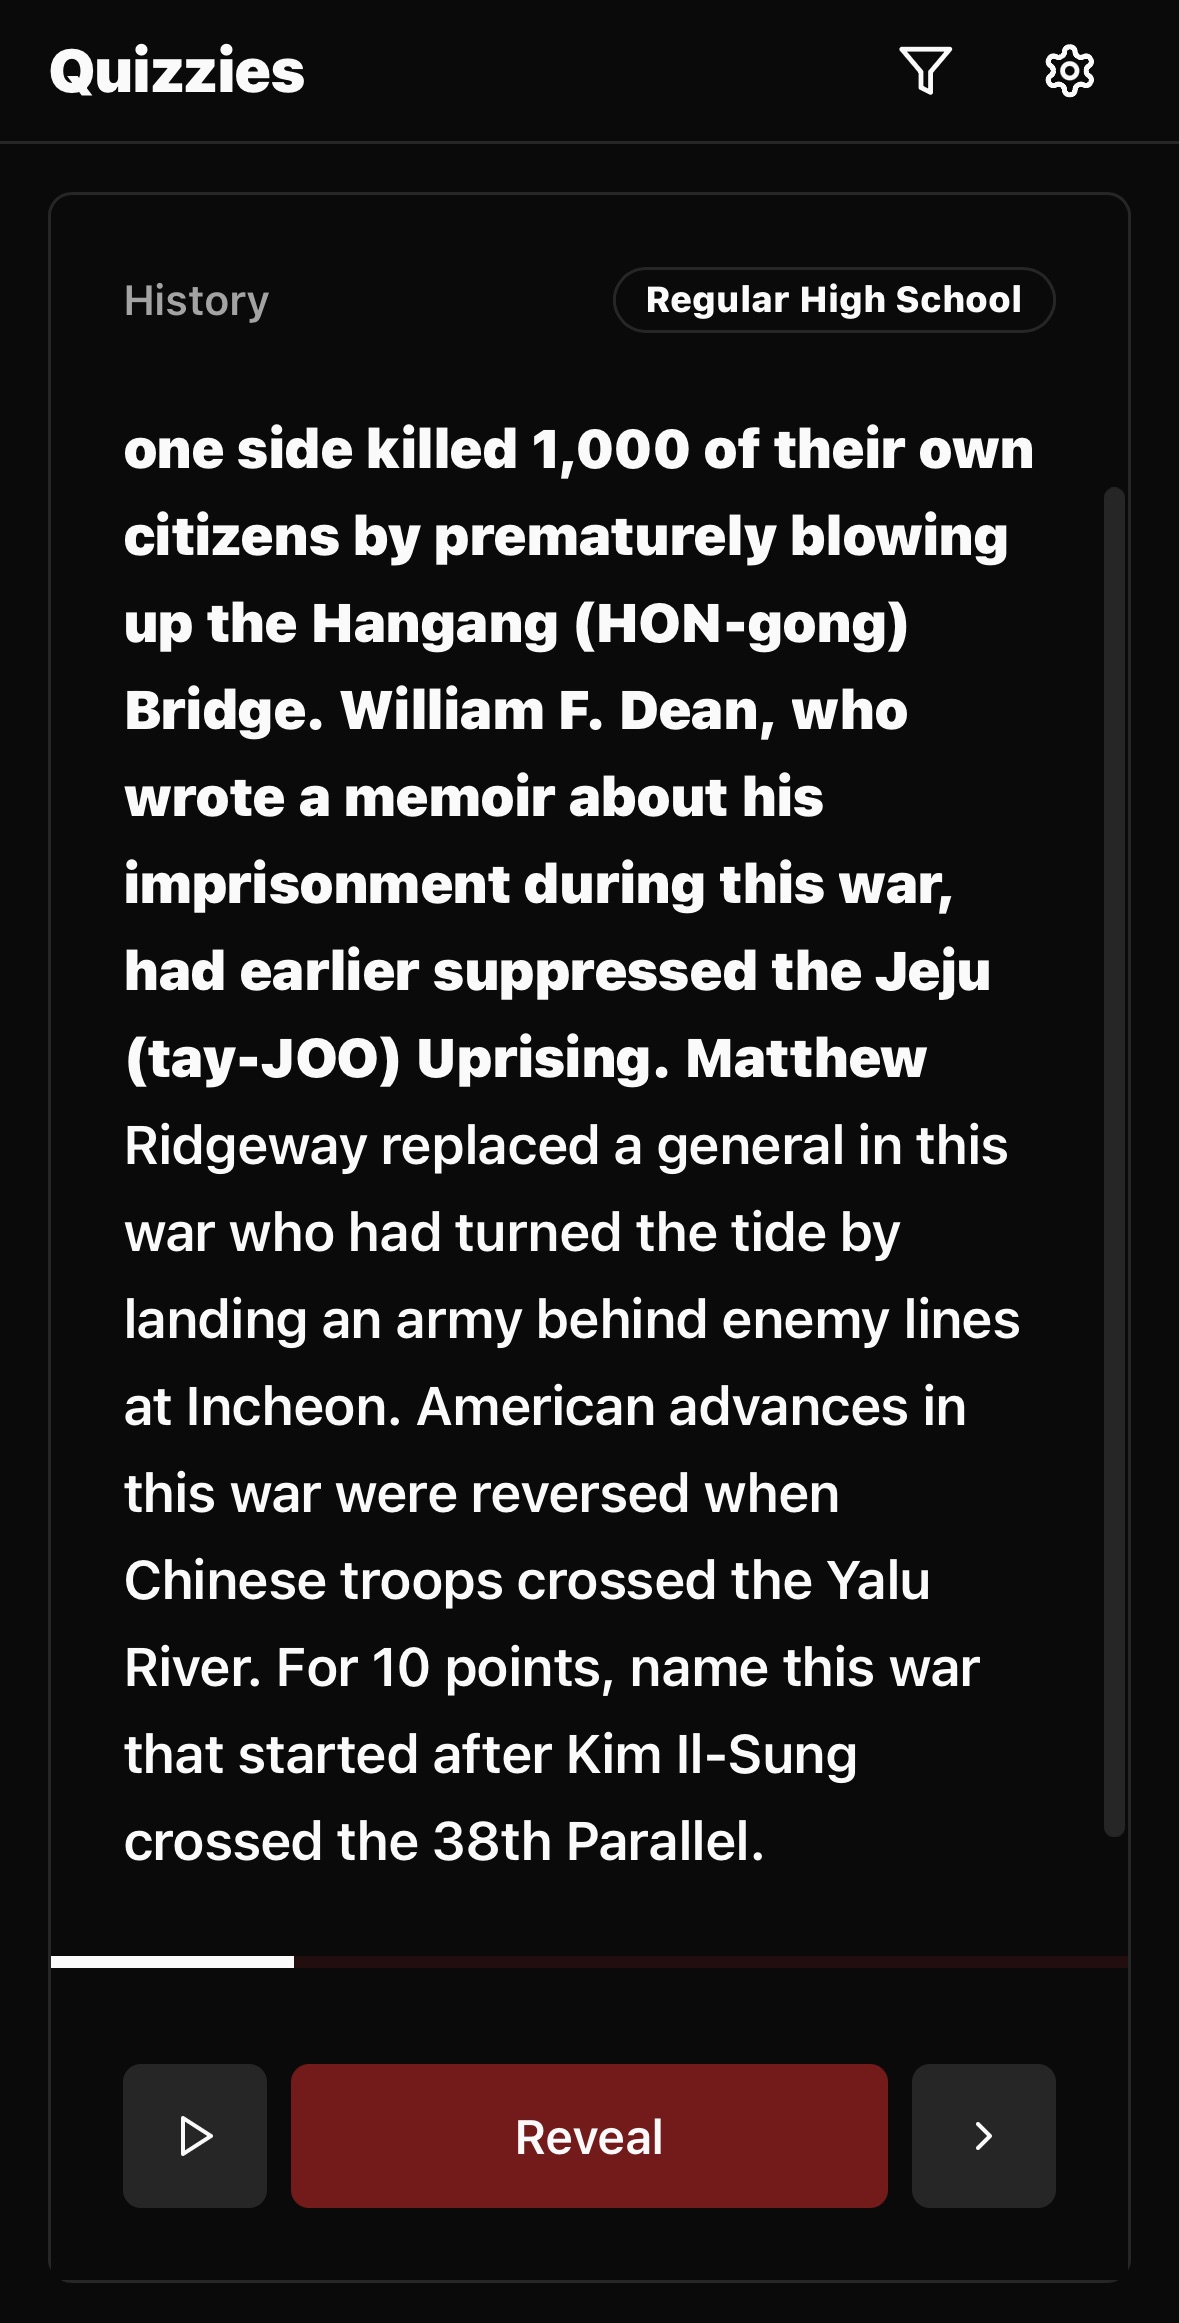 Quizzies
History
Regular High School
one side killed 1,000 of their own
citizens by prematurely blowing
up the Hangang (HON-gong)
Bridge. William F. Dean, who
wrote a memoir about his
imprisonment during this war,
had earlier suppressed the Jeju
(tay-JOO) Uprising. Matthew
Ridgeway replaced a general in this
war who had turned the tide by
landing an army behind enemy lines
at Incheon. American advances in
this war were reversed when
Chinese troops crossed the Yalu
River. For 10 points, name this war
that started after Kim Il-Sung
crossed the 38th Parallel.
Reveal